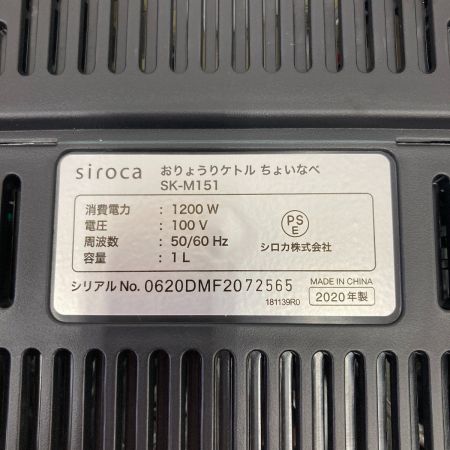 siroca おりょうりケトル ちょいなべ
SK-M151
消費電力 : 1200 W
電圧 : 100 V
周波数 : 50/60 Hz
容量 : 1 L
PS
E
シロカ株式会社
シリアル No. 0620DMF2072565
MADE IN CHINA
181139R0
2020年製